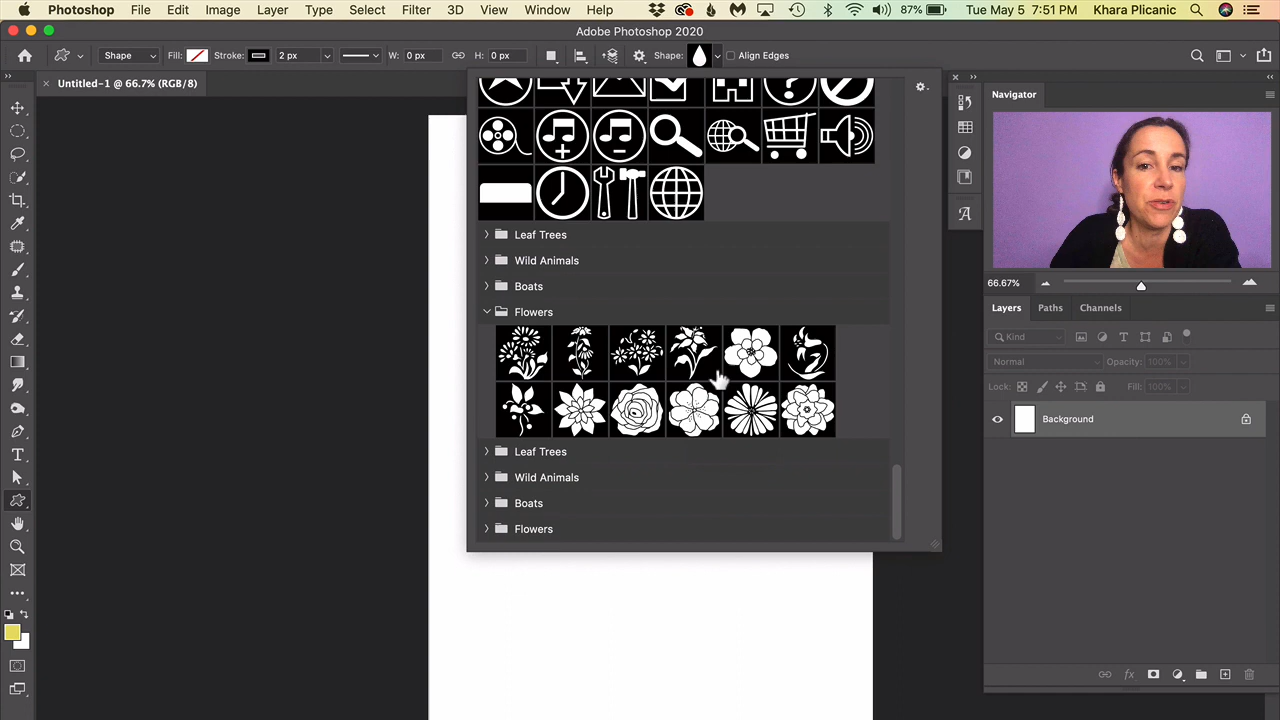 Photoshop File Edit Image Layer Type Select Filter 3D View Window Help 87% Tue May 5 7:51 PM Khara Plicanic
Adobe Photoshop 2020
Shape Fill: Stroke: 2 px W: 0 px H: 0 px Shape: Align Edges
Untitled-1 @ 66.7% (RGB/8)
Navigator
Leaf Trees
Wild Animals
Boats
Flowers
Leaf Trees
Wild Animals
Boats
Flowers
66.67%
Layers Paths Channels
Kind
Normal Opacity: 100%
Lock: Fill: 100%
Background